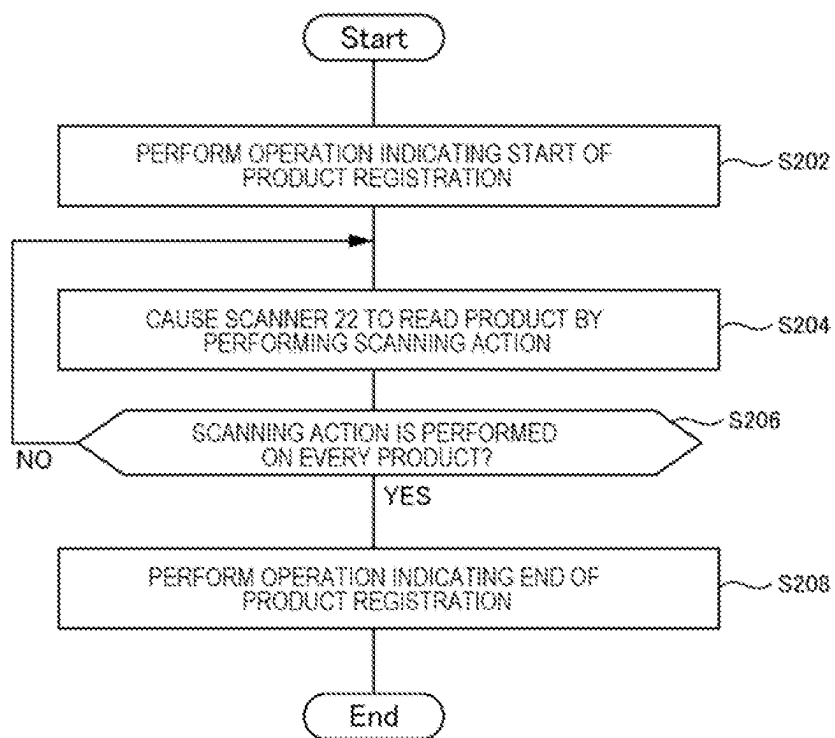 Start
PERFORM OPERATION INDICATING START OF
PRODUCT REGISTRATION
S202
CAUSE SCANNER 22 TO READ PRODUCT BY
PERFORMING SCANNING ACTION
S204
SCANNING ACTION IS PERFORMED
ON EVERY PRODUCT?
S206
NO
YES
PERFORM OPERATION INDICATING END OF
PRODUCT REGISTRATION
S208
End